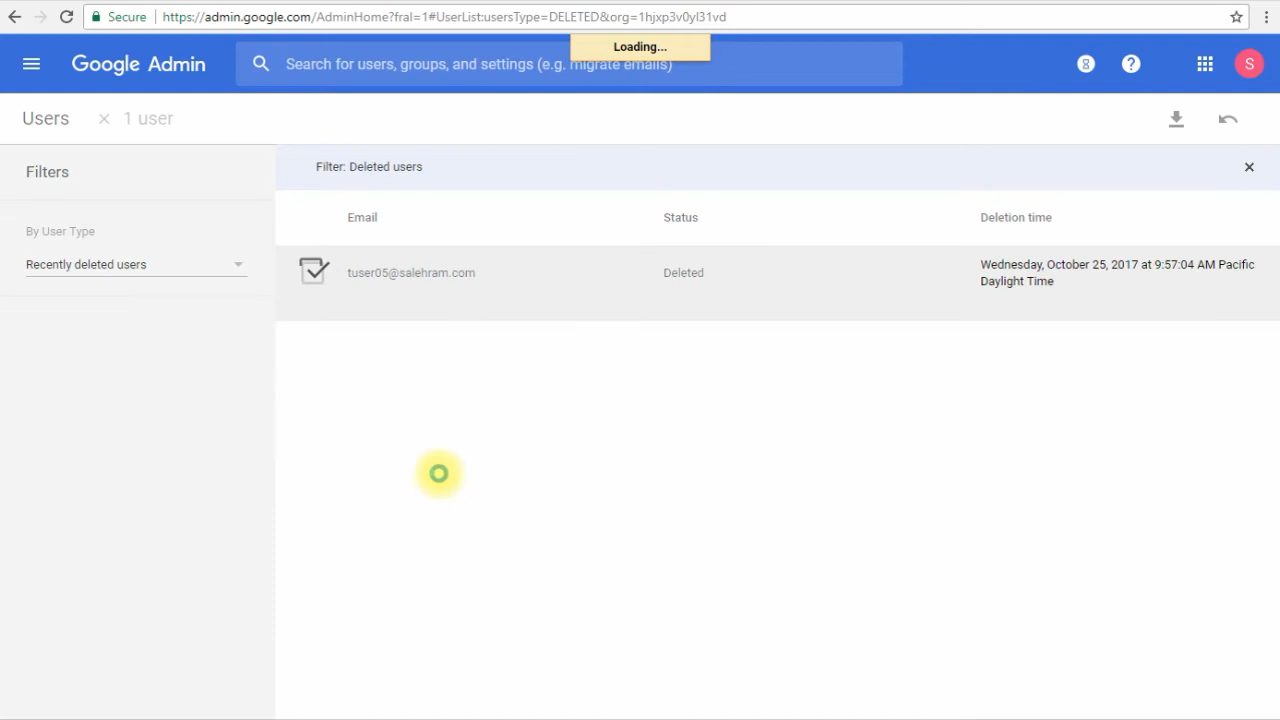 Secure https://admin.google.com/AdminHome?fral=1#UserList:usersType=DELETED&org=1hjxp3v0yl31vd
Loading...
Google Admin Search for users, groups, and settings (e.g. migrate emails) S
Users 1 user
Filters
Filter: Deleted users
By User Type
Recently deleted users
Email Status Deletion time
tuser05@salehram.com Deleted Wednesday, October 25, 2017 at 9:57:04 AM Pacific
Daylight Time